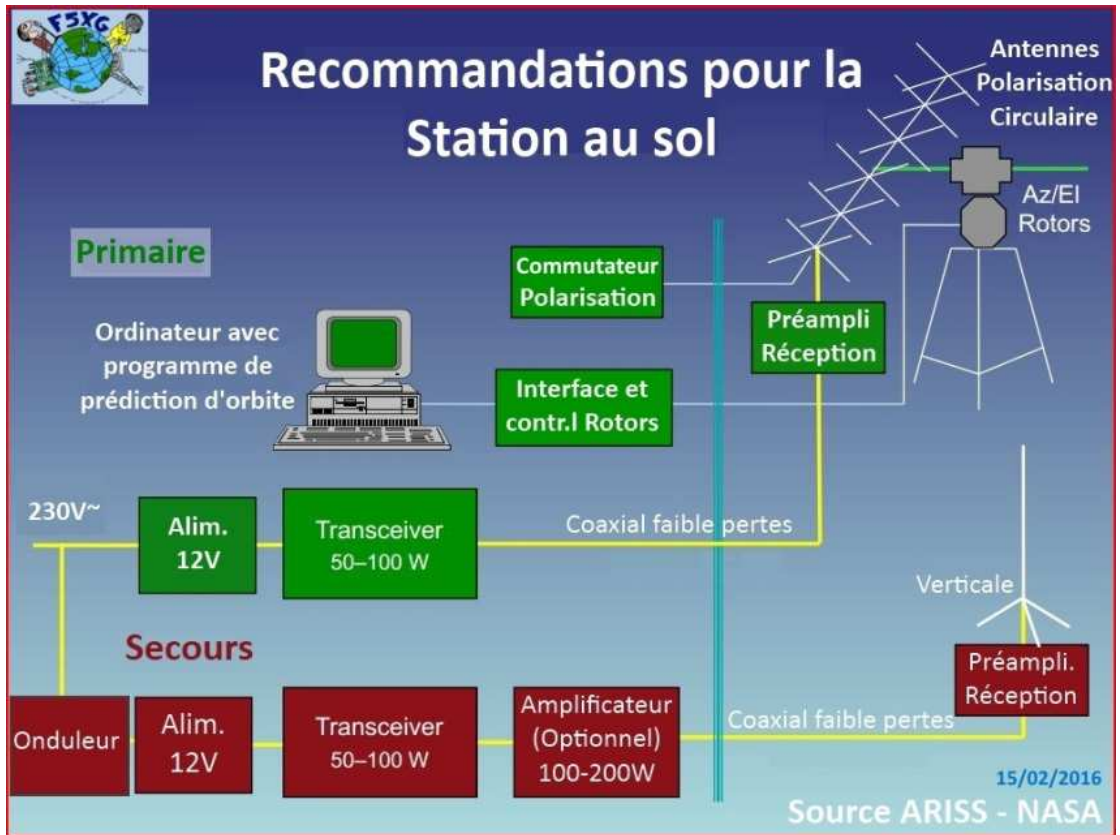 F5XG
Recommandations pour la
Station au sol
Antennes
Polarisation
Circulaire
Az/El
Rotors
Primaire
Commutateur
Polarisation
Préampli
Réception
Ordinateur avec
programme de
prédiction d'orbite
Interface et
contr.l Rotors
230V~
Alim.
12V
Transceiver
50–100 W
Coaxial faible pertes
Verticale
Secours
Préampli.
Réception
Onduleur
Alim.
12V
Transceiver
50–100 W
Amplificateur
(Optionnel)
100-200W
Coaxial faible pertes
15/02/2016
Source ARISS - NASA